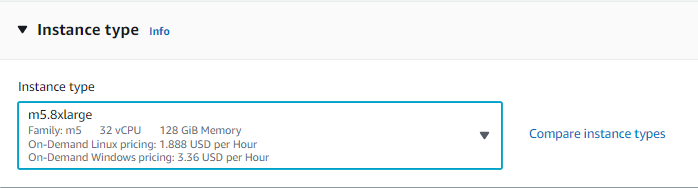 Instance type Info
Instance type
m5.8xlarge
Family: m5 32 vCPU 128 GiB Memory
On-Demand Linux pricing: 1.888 USD per Hour
On-Demand Windows pricing: 3.36 USD per Hour
Compare instance types